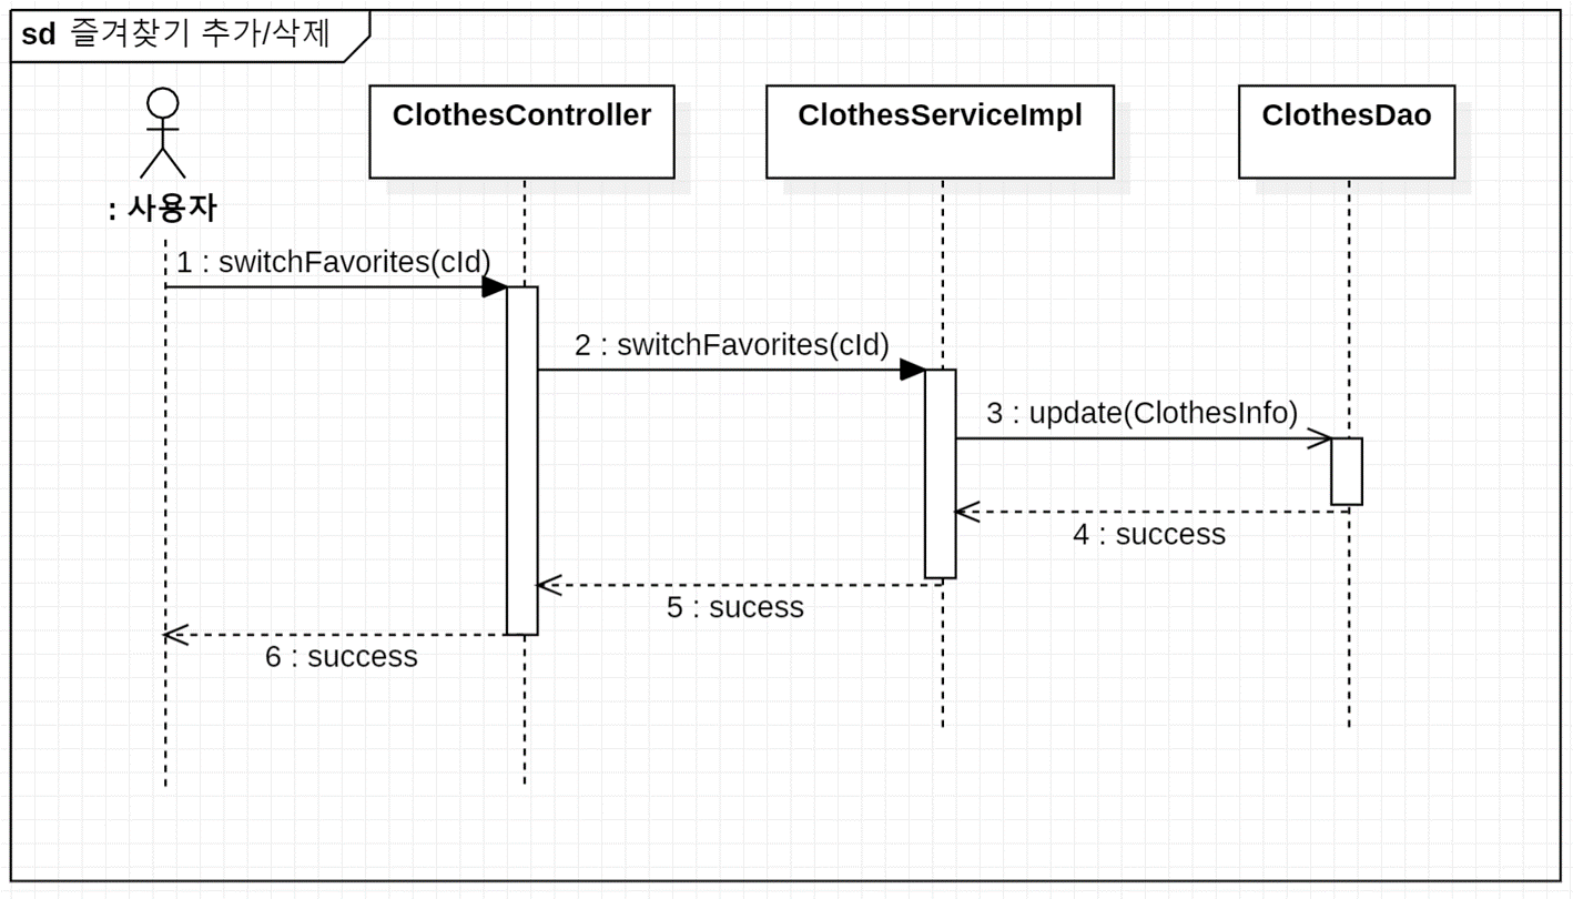 sd 즐겨찾기 추가/삭제
ClothesController
ClothesServiceImpl
ClothesDao
: 사용자
1 : switchFavorites(cId)
2 : switchFavorites(cId)
3 : update(ClothesInfo)
4 : success
5 : sucess
6 : success